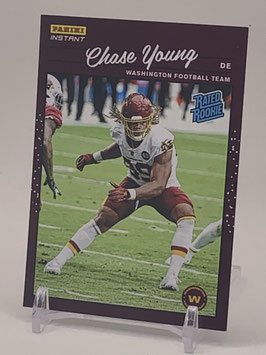 PANINI
INSTANT
Chase Young
DE
WASHINGTON FOOTBALL TEAM
RATED
ROOKIE
W